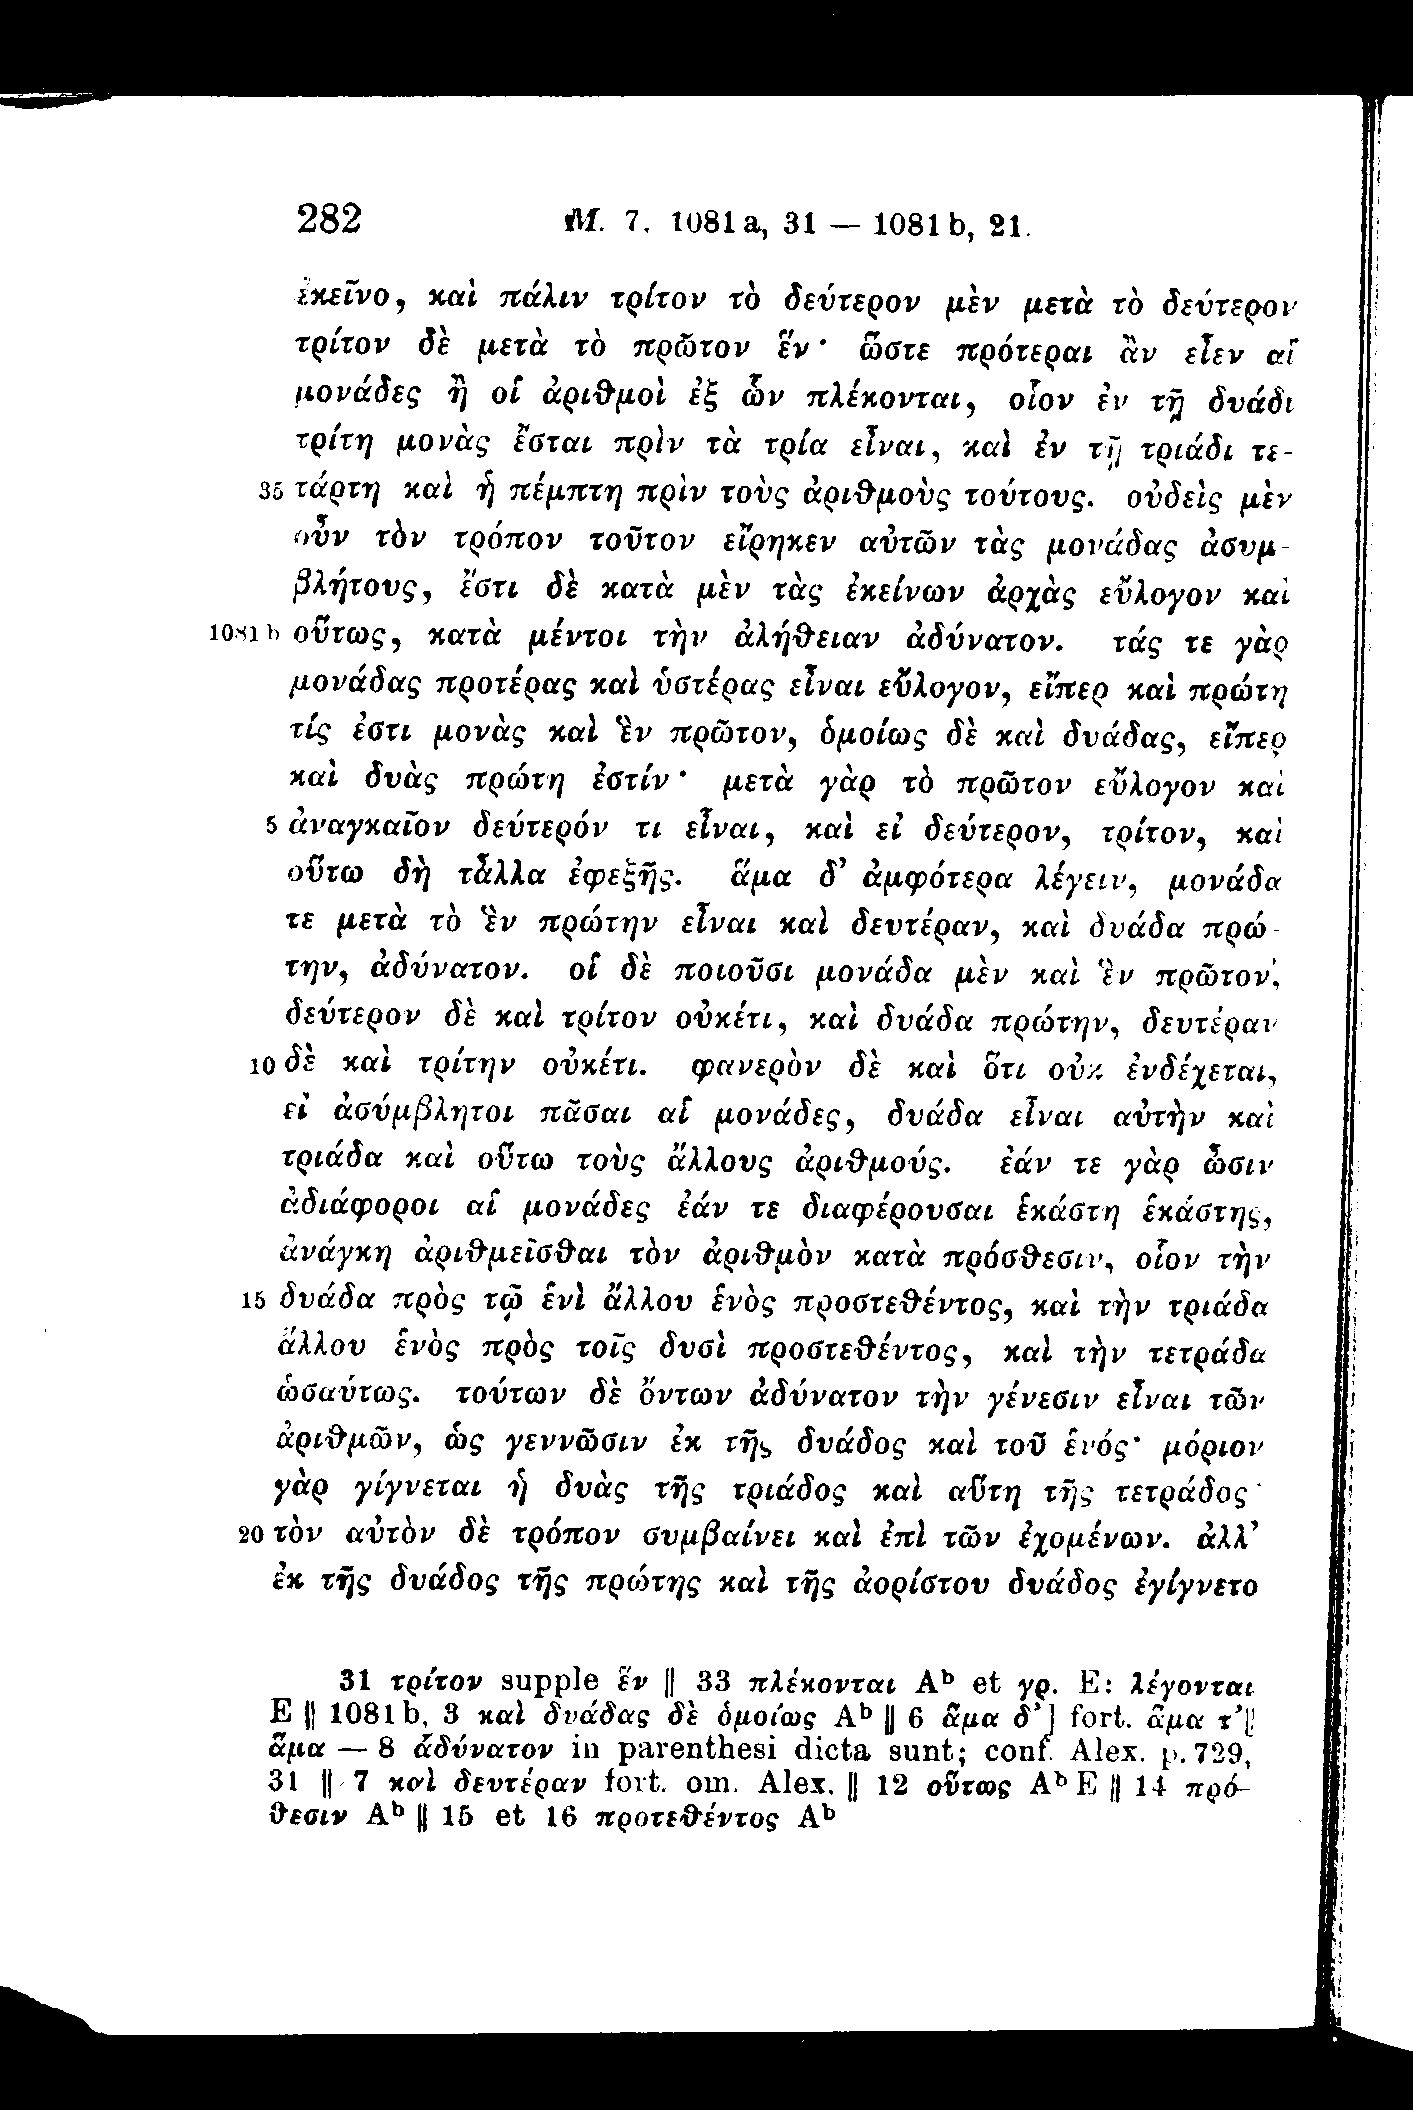 282 M. 7. 1081 a, 31 — 1081 b, 21.
ἐκεῖνο, καὶ πάλιν τρίτον τὸ δεύτερον μὲν μετὰ τὸ δεύτερον
τρίτον δὲ μετὰ τὸ πρῶτον ἕν· ὥστε πρότεραι ἂν εἶεν αἱ
μονάδες ἢ οἱ ἀριθμοὶ ἐξ ὧν πλέκονται, οἷον ἐν τῇ δυάδι
τρίτη μονὰς ἔσται πρὶν τὰ τρία εἶναι, καὶ ἐν τῇ τριάδι τε-
35 τάρτη καὶ ἡ πέμπτη πρὶν τοὺς ἀριθμοὺς τούτους. οὐδεὶς μὲν
οὖν τὸν τρόπον τοῦτον εἴρηκεν αὐτῶν τὰς μονάδας ἀσυμ-
βλήτους, ἔστι δὲ κατὰ μὲν τὰς ἐκείνων ἀρχὰς εὔλογον καὶ
1081 b οὕτως, κατὰ μέντοι τὴν ἀλήθειαν ἀδύνατον. τάς τε γὰρ
μονάδας προτέρας καὶ ὑστέρας εἶναι εὔλογον, εἴπερ καὶ πρώτη
τίς ἐστι μονὰς καὶ ἓν πρῶτον, ὁμοίως δὲ καὶ δυάδας, εἴπερ
καὶ δυὰς πρώτη ἐστίν· μετὰ γὰρ τὸ πρῶτον εὔλογον καὶ
5 ἀναγκαῖον δεύτερόν τι εἶναι, καὶ εἰ δεύτερον, τρίτον, καὶ
οὕτω δὴ τἆλλα ἐφεξῆς. ἅμα δ’ ἀμφότερα λέγειν, μονάδα
τε μετὰ τὸ ἓν πρώτην εἶναι καὶ δευτέραν, καὶ δυάδα πρώ-
την, ἀδύνατον. οἱ δὲ ποιοῦσι μονάδα μὲν καὶ ἓν πρῶτον,
δεύτερον δὲ καὶ τρίτον οὐκέτι, καὶ δυάδα πρώτην, δευτέραν
10 δὲ καὶ τρίτην οὐκέτι. φανερὸν δὲ καὶ ὅτι οὐκ ἐνδέχεται,
εἰ ἀσύμβλητοι πᾶσαι αἱ μονάδες, δυάδα εἶναι αὐτὴν καὶ
τριάδα καὶ οὕτω τοὺς ἄλλους ἀριθμούς. ἐάν τε γὰρ ὦσιν
ἀδιάφοροι αἱ μονάδες ἐάν τε διαφέρουσαι ἑκάστη ἑκάστης,
ἀνάγκη ἀριθμεῖσθαι τὸν ἀριθμὸν κατὰ πρόσθεσιν, οἷον τὴν
15 δυάδα πρὸς τῷ ἑνὶ ἄλλου ἑνὸς προστεθέντος, καὶ τὴν τριάδα
ἄλλου ἑνὸς πρὸς τοῖς δυσὶ προστεθέντος, καὶ τὴν τετράδα
ὡσαύτως. τούτων δὲ ὄντων ἀδύνατον τὴν γένεσιν εἶναι τῶν
ἀριθμῶν, ὡς γεννῶσιν ἐκ τῆς δυάδος καὶ τοῦ ἑνός· μόριον
γὰρ γίγνεται ἡ δυὰς τῆς τριάδος καὶ αὕτη τῆς τετράδος·
20 τὸν αὐτὸν δὲ τρόπον συμβαίνει καὶ ἐπὶ τῶν ἐχομένων. ἀλλ’
ἐκ τῆς δυάδος τῆς πρώτης καὶ τῆς ἀορίστου δυάδος ἐγίγνετο
31 τρίτον supple ἕν || 33 πλέκονται Aᵇ et γρ. E: λέγονται
E || 1081 b, 3 καὶ δυάδας δὲ ὁμοίως Aᵇ || 6 ἅμα δ’] fort. ἅμα τ’ ||
ἅμα — 8 ἀδύνατον in parenthesi dicta sunt; conf. Alex. p. 729,
31 || 7 καὶ δευτέραν fort. om. Alex. || 12 οὕτως Aᵇ E || 14 πρό-
θεσιν Aᵇ || 15 et 16 προτεθέντος Aᵇ